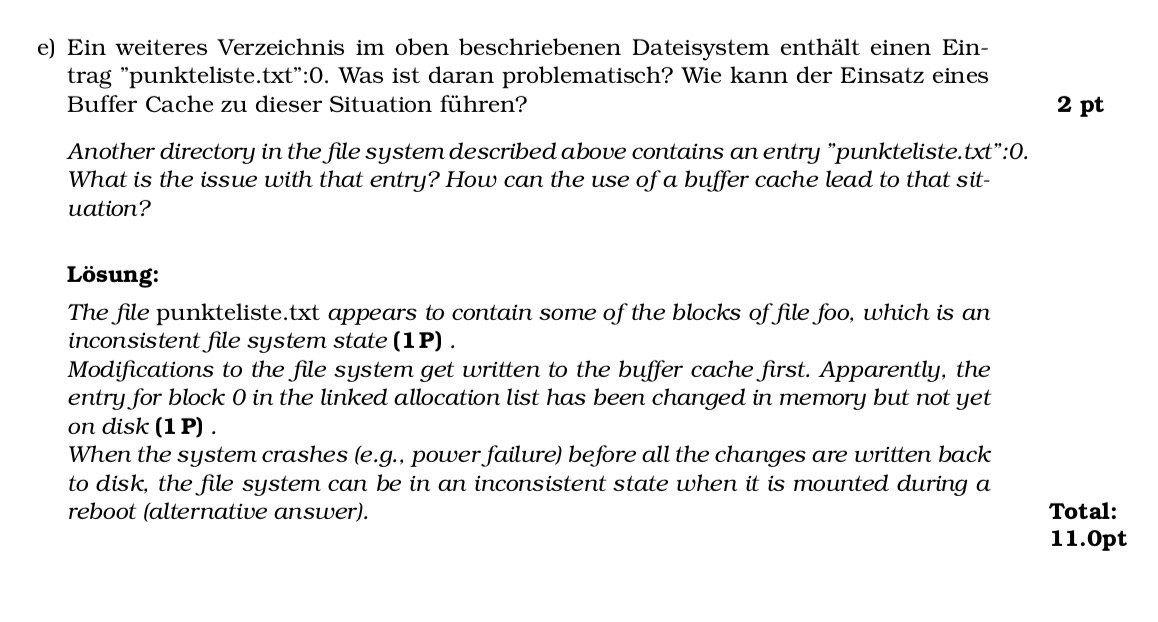 e) Ein weiteres Verzeichnis im oben beschriebenen Dateisystem enthält einen Ein-
trag ”punkteliste.txt”:0. Was ist daran problematisch? Wie kann der Einsatz eines
Buffer Cache zu dieser Situation führen? 2 pt
Another directory in the file system described above contains an entry ”punkteliste.txt”:0.
What is the issue with that entry? How can the use of a buffer cache lead to that sit-
uation?
Lösung:
The file punkteliste.txt appears to contain some of the blocks of file foo, which is an
inconsistent file system state (1 P) .
Modifications to the file system get written to the buffer cache first. Apparently, the
entry for block 0 in the linked allocation list has been changed in memory but not yet
on disk (1 P) .
When the system crashes (e.g., power failure) before all the changes are written back
to disk, the file system can be in an inconsistent state when it is mounted during a
reboot (alternative answer). Total:
11.0pt